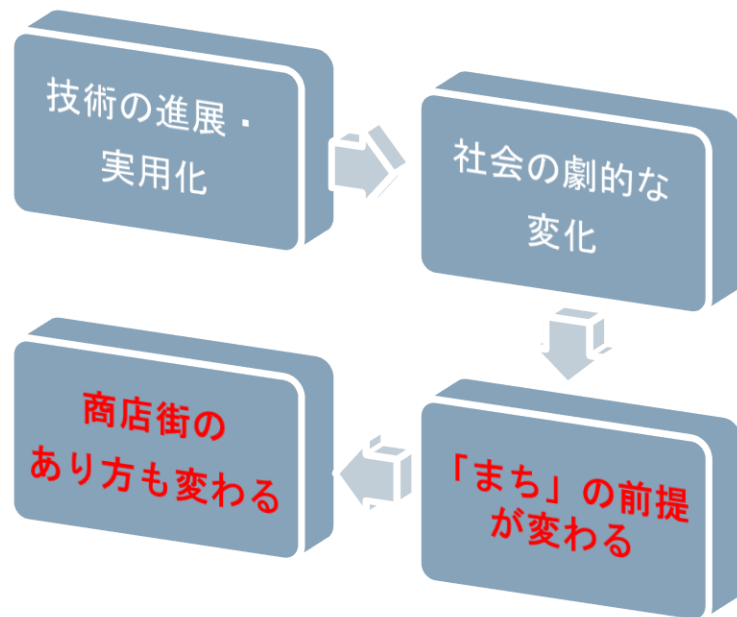 技術の進展・
実用化
社会の劇的な
変化
「まち」の前提
が変わる
商店街の
あり方も変わる